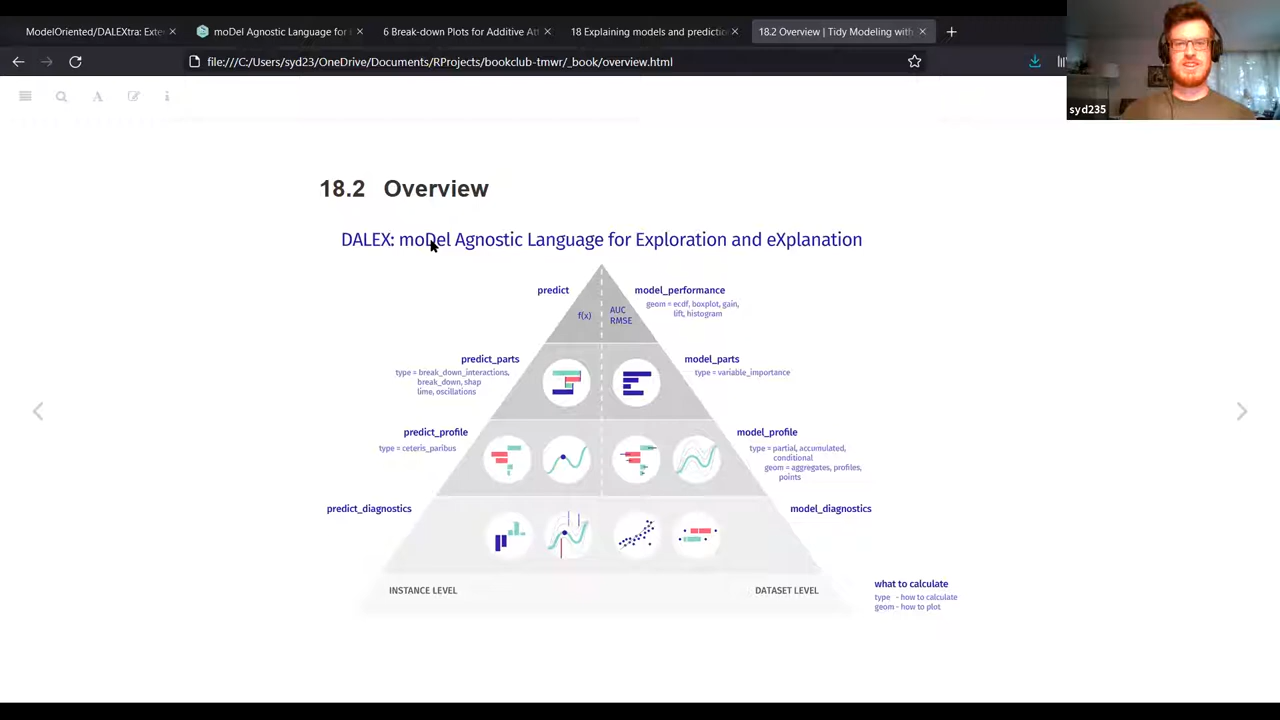 ModelOriented/DALEXtra: Exte
moDel Agnostic Language for
6 Break-down Plots for Additive At
18 Explaining models and predictio
18.2 Overview | Tidy Modeling with
file:///C:/Users/syd23/OneDrive/Documents/RProjects/bookclub-tmwr/_book/overview.html
syd235
18.2 Overview
DALEX: moDel Agnostic Language for Exploration and eXplanation
predict
model_performance
geom = ecdf, boxplot, gain,
lift, histogram
f(x)
AUC
RMSE
predict_parts
type = break_down_interactions,
break_down, shap
lime, oscillations
model_parts
type = variable_importance
predict_profile
type = ceteris_paribus
model_profile
type = partial, accumulated,
conditional
geom = aggregates, profiles,
points
predict_diagnostics
model_diagnostics
INSTANCE LEVEL
DATASET LEVEL
what to calculate
type - how to calculate
geom - how to plot